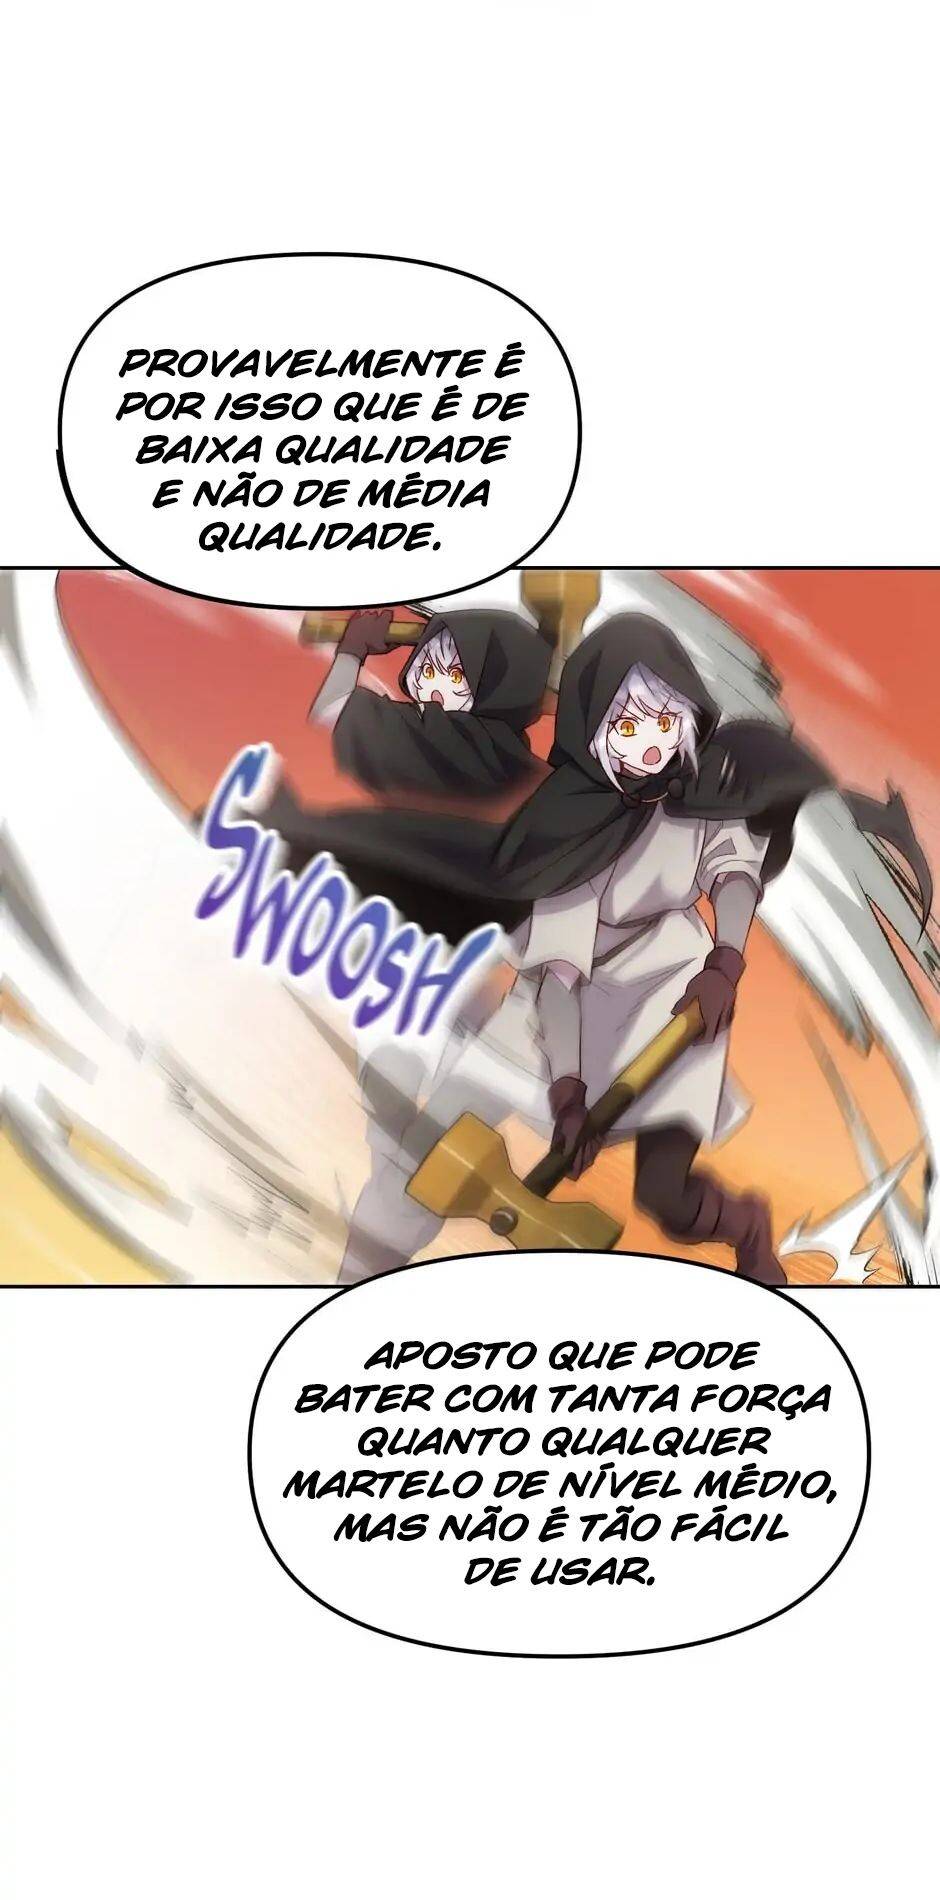 PROVAVELMENTE É
POR ISSO QUE É DE
BAIXA QUALIDADE
E NÃO DE MÉDIA
QUALIDADE.
SWOOSH
APOSTO QUE PODE
BATER COM TANTA FORÇA
QUANTO QUALQUER
MARTELO DE NÍVEL MÉDIO,
MAS NÃO É TÃO FÁCIL
DE USAR.